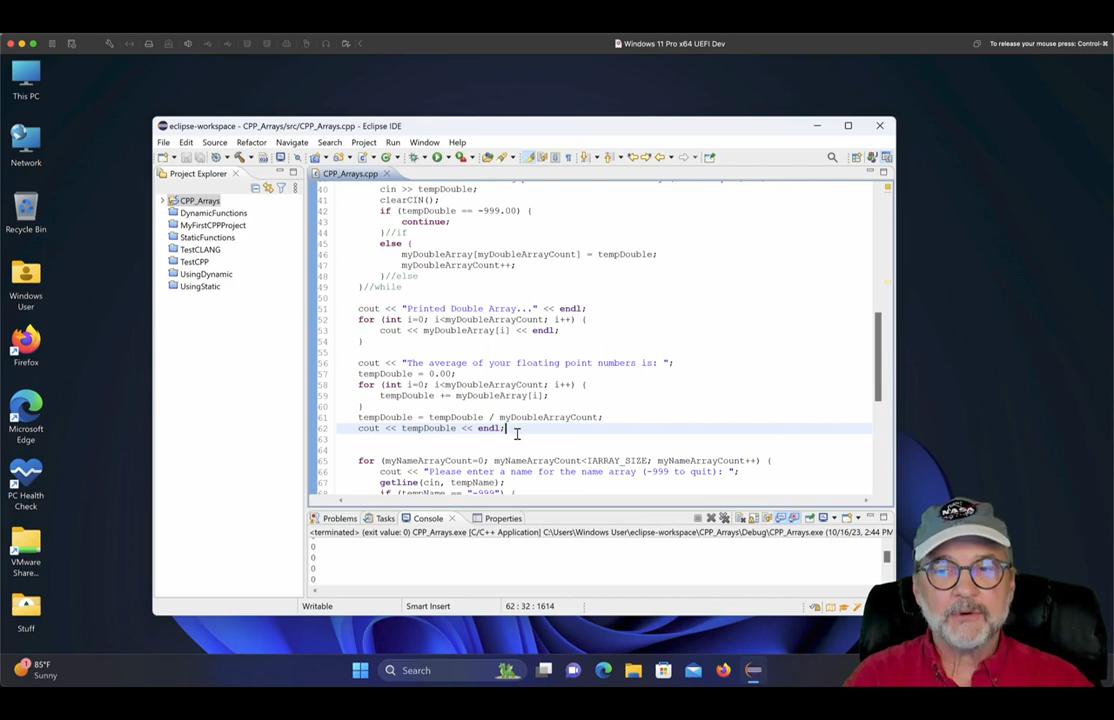 Windows 11 Pro x64 UEFI Dev
To release your mouse press: Control-⌘
This PC
Network
Recycle Bin
Windows
User
Firefox
Microsoft
Edge
PC Health
Check
VMware
Share...
Stuff
eclipse-workspace - CPP_Arrays/src/CPP_Arrays.cpp - Eclipse IDE
File Edit Source Refactor Navigate Search Project Run Window Help
Project Explorer
CPP_Arrays
DynamicFunctions
MyFirstCPPProject
StaticFunctions
TestCLANG
TestCPP
UsingDynamic
UsingStatic
CPP_Arrays.cpp
40 cin >> tempDouble;
41 clearCIN();
42 if (tempDouble == -999.00) {
43 continue;
44 }//if
45 else {
46 myDoubleArray[myDoubleArrayCount] = tempDouble;
47 myDoubleArrayCount++;
48 }//else
49 }//while
50
51 cout << "Printed Double Array..." << endl;
52 for (int i=0; i<myDoubleArrayCount; i++) {
53 cout << myDoubleArray[i] << endl;
54 }
55
56 cout << "The average of your floating point numbers is: ";
57 tempDouble = 0.00;
58 for (int i=0; i<myDoubleArrayCount; i++) {
59 tempDouble += myDoubleArray[i];
60 }
61 tempDouble = tempDouble / myDoubleArrayCount;
62 cout << tempDouble << endl;
63
65 for (myNameArrayCount=0; myNameArrayCount<IARRAY_SIZE; myNameArrayCount++) {
66 cout << "Please enter a name for the name array (-999 to quit): ";
67 getline(cin, tempName);
68 if (tempName == "-999") {
Problems Tasks Console Properties
<terminated> (exit value: 0) CPP_Arrays.exe [C/C++ Application] C:\Users\Windows User\eclipse-workspace\CPP_Arrays\Debug\CPP_Arrays.exe (10/16/23, 2:44 PM
0
0
0
0
Writable Smart Insert 62 : 32 : 1614
NASA
1
85°F
Sunny
Search